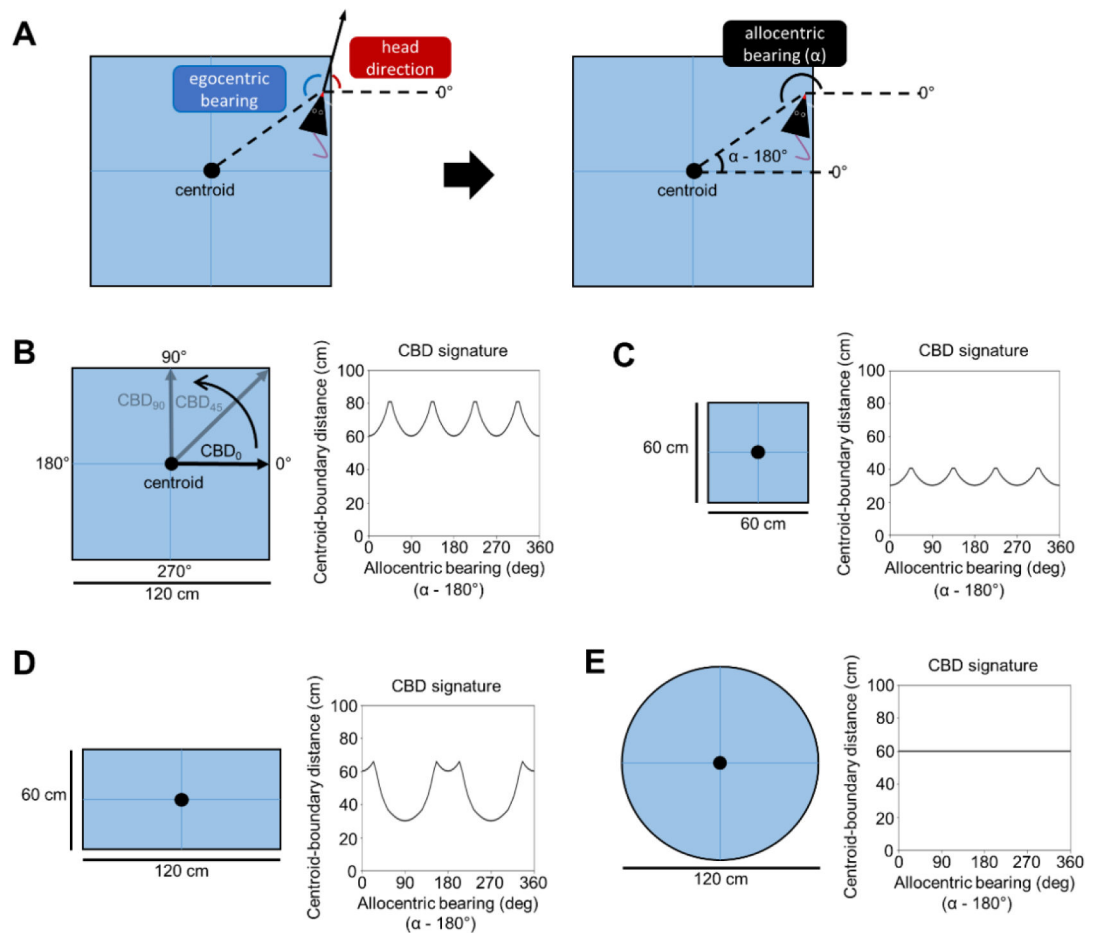 A
egocentric
bearing
head
direction
0°
centroid
allocentric
bearing (α)
0°
α - 180°
0°
centroid
B
90°
CBD90
CBD45
CBD0
180°
0°
centroid
270°
120 cm
CBD signature
Centroid-boundary distance (cm)
100
80
60
40
20
0
0 90 180 270 360
Allocentric bearing (deg)
(α - 180°)
C
60 cm
60 cm
CBD signature
Centroid-boundary distance (cm)
100
80
60
40
20
0
0 90 180 270 360
Allocentric bearing (deg)
(α - 180°)
D
60 cm
120 cm
CBD signature
Centroid-boundary distance (cm)
100
80
60
40
20
0
0 90 180 270 360
Allocentric bearing (deg)
(α - 180°)
E
120 cm
CBD signature
Centroid-boundary distance (cm)
100
80
60
40
20
0
0 90 180 270 360
Allocentric bearing (deg)
(α - 180°)